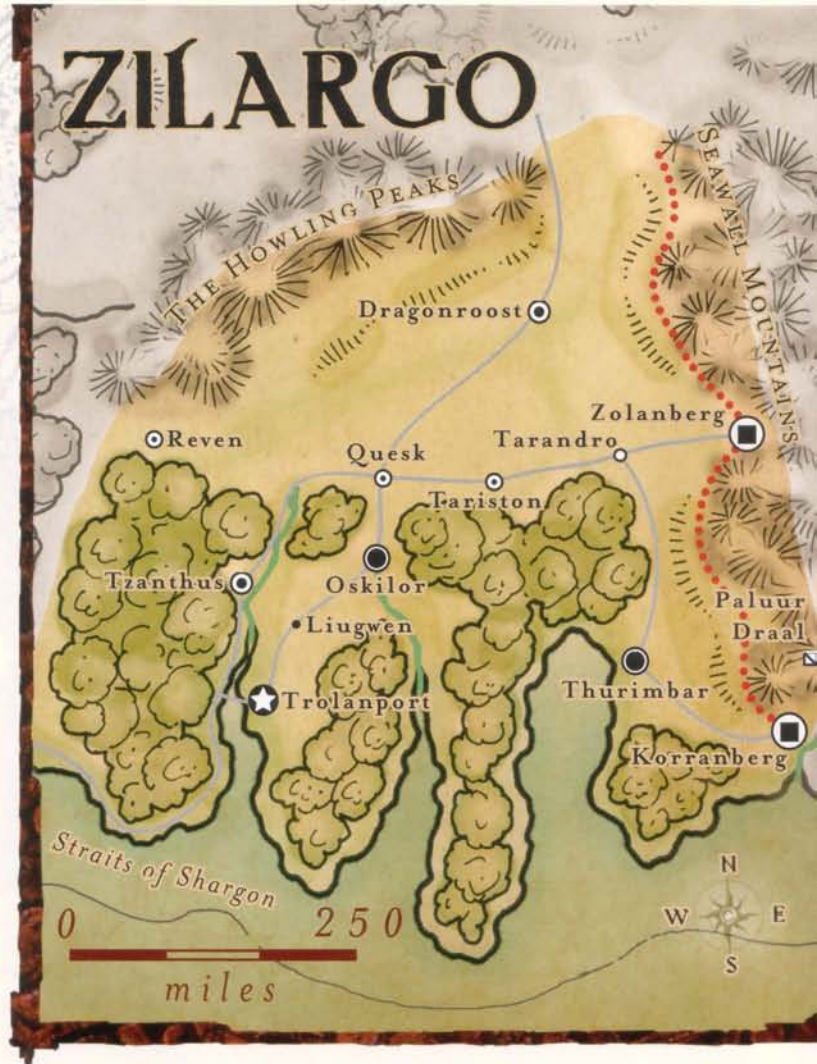 ZILARGO
SEAWALL MOUNTAINS
THE HOWLING PEAKS
Dragonroost
Zolanberg
Reven
Quesk
Tarandro
Tariston
Tzanthus
Oskilor
Liugwen
Paluur
Draal
Trolanport
Thurimbar
Korranberg
Straits of Shargon
N
W E
S
0 250
miles